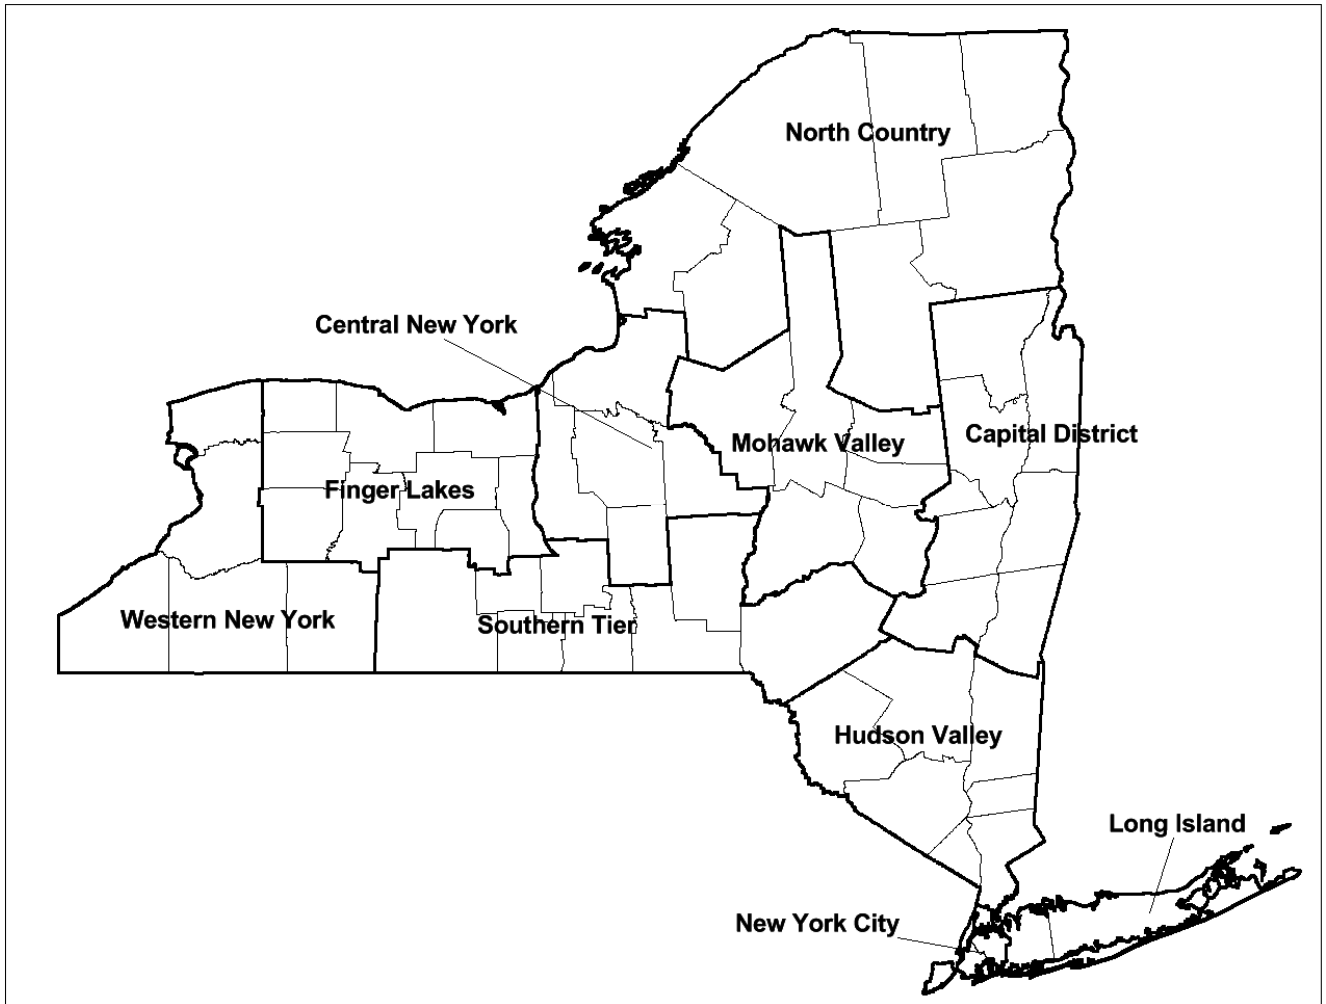 North Country
Central New York
Mohawk Valley
Capital District
Finger Lakes
Western New York
Southern Tier
Hudson Valley
Long Island
New York City